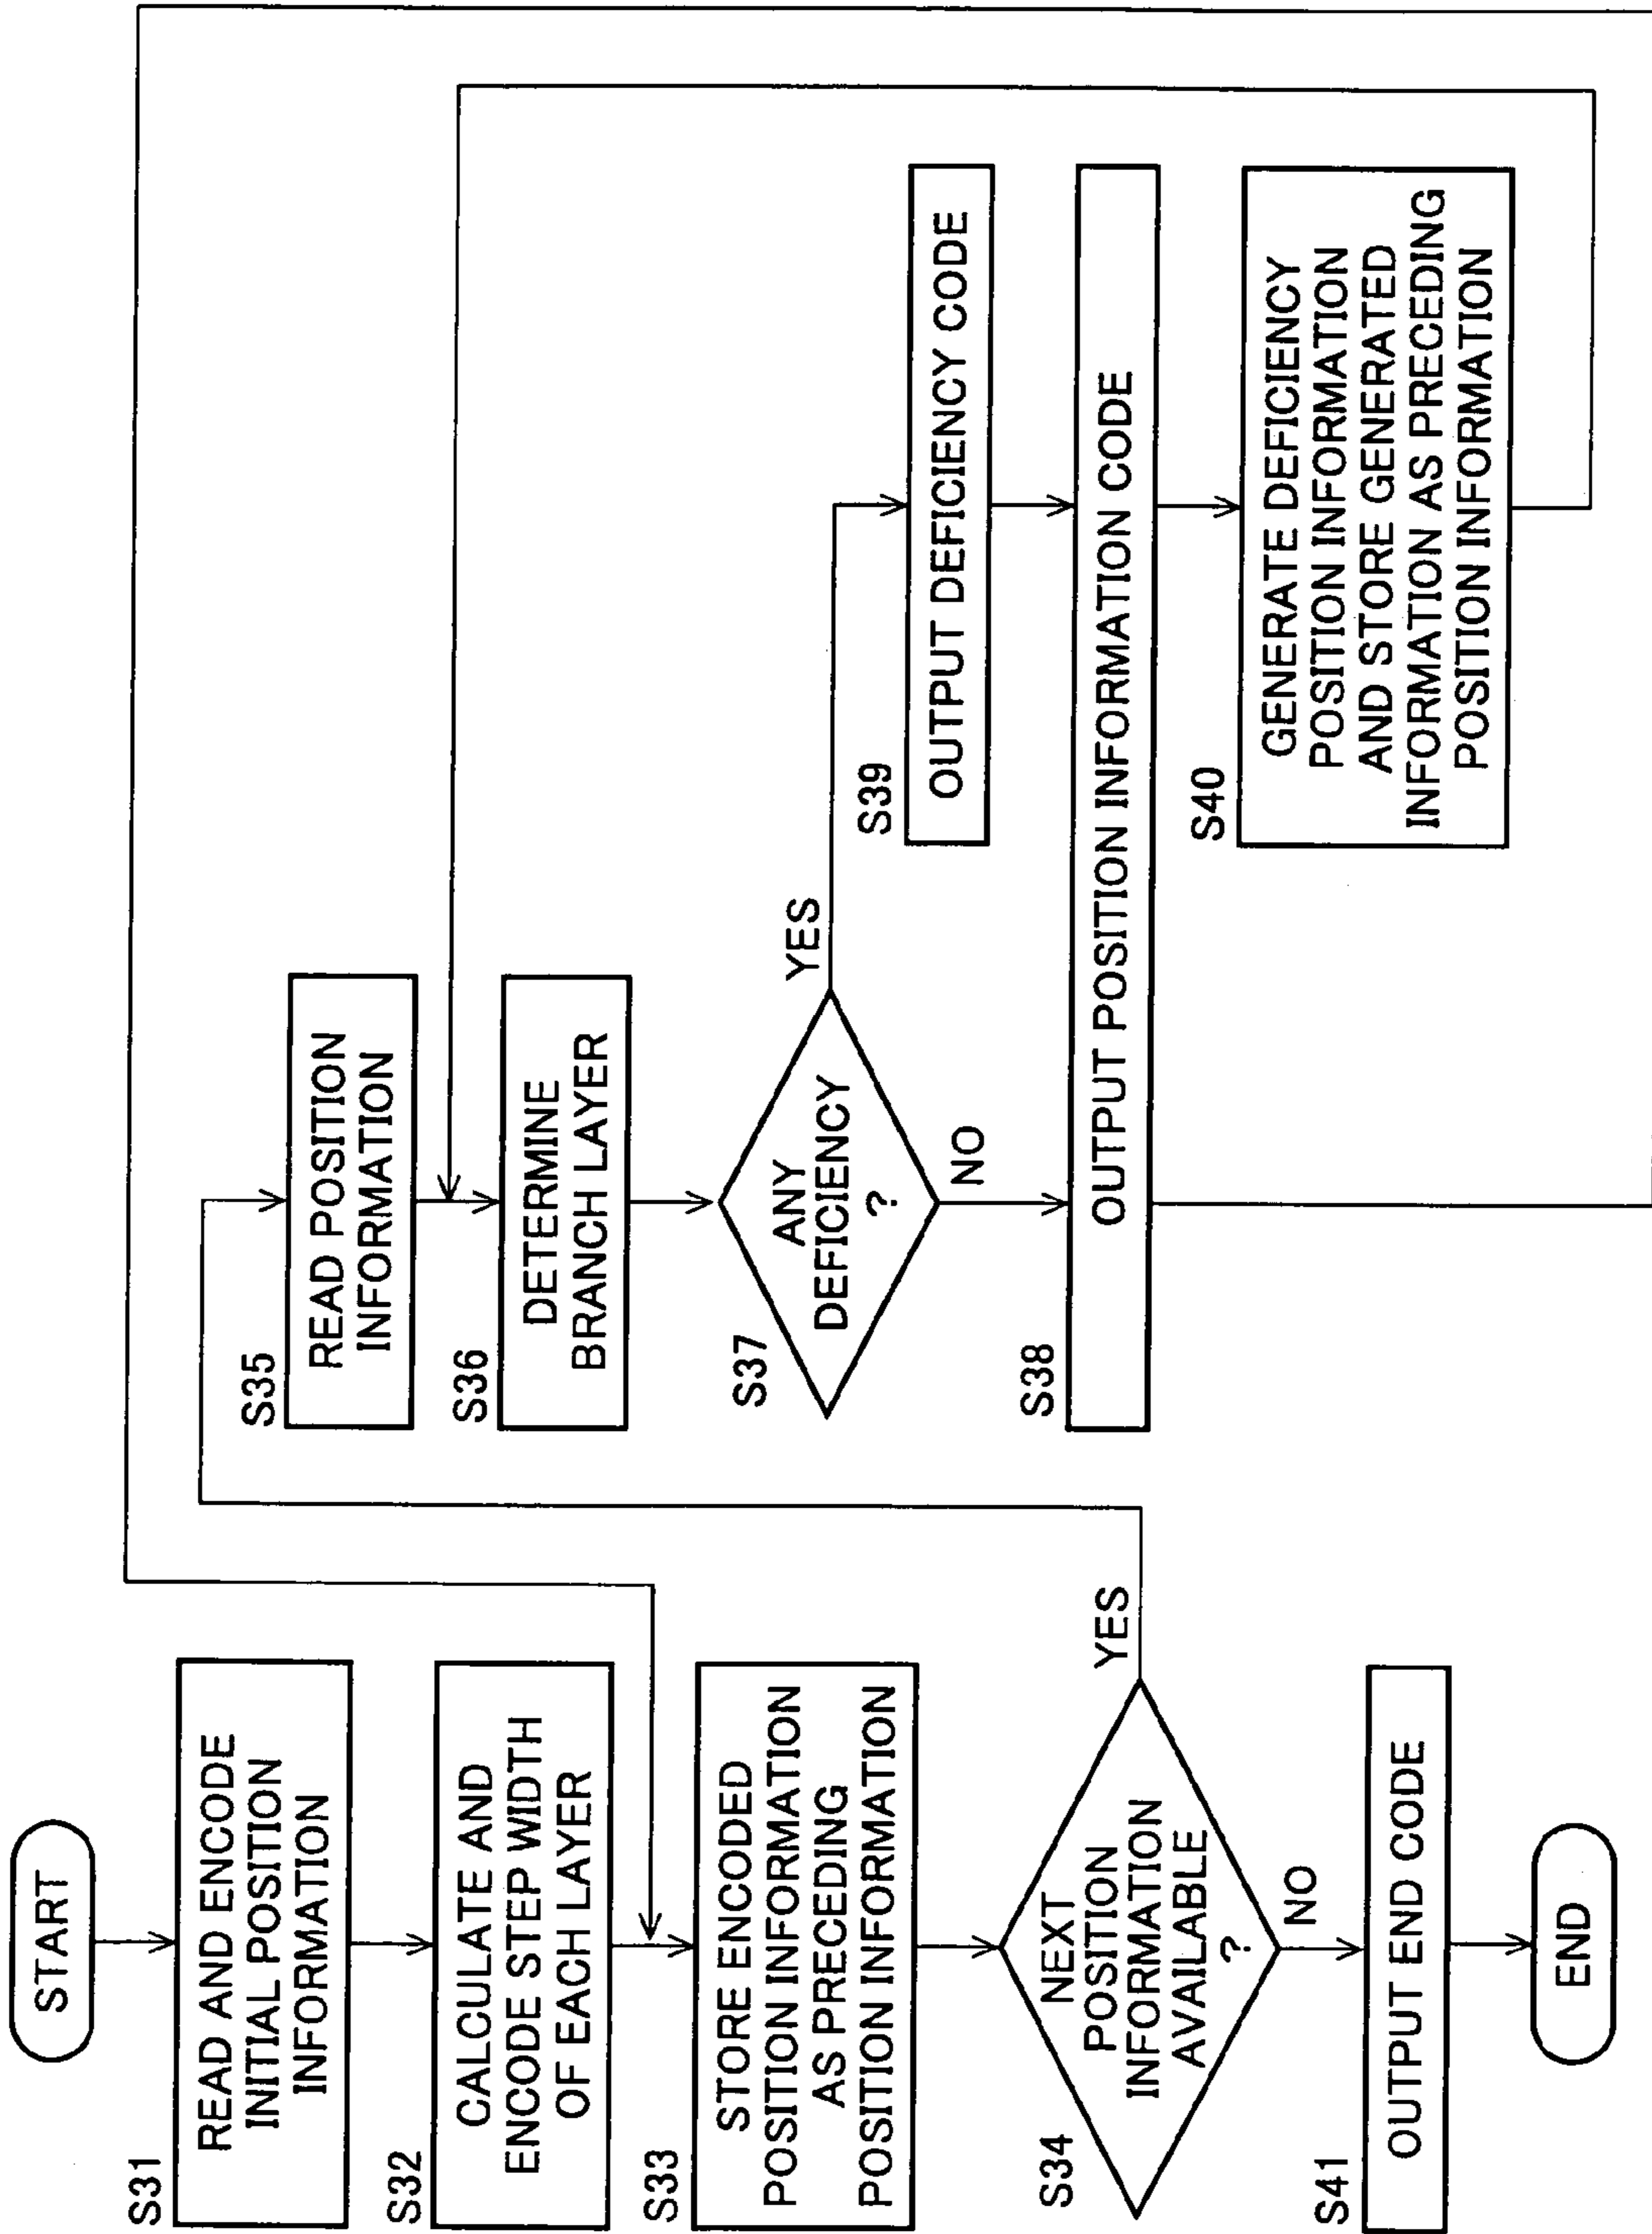 START
S31
READ AND ENCODE
INITIAL POSITION
INFORMATION
S32
CALCULATE AND
ENCODE STEP WIDTH
OF EACH LAYER
S33
STORE ENCODED
POSITION INFORMATION
AS PRECEDING
POSITION INFORMATION
S34
NEXT
POSITION
INFORMATION
AVAILABLE
?
YES
NO
S41
OUTPUT END CODE
END
S35
READ POSITION
INFORMATION
S36
DETERMINE
BRANCH LAYER
S37
ANY
DEFICIENCY
?
YES
NO
S39
OUTPUT DEFICIENCY CODE
S38
OUTPUT POSITION INFORMATION CODE
S40
GENERATE DEFICIENCY
POSITION INFORMATION
AND STORE GENERATED
INFORMATION AS PRECEDING
POSITION INFORMATION